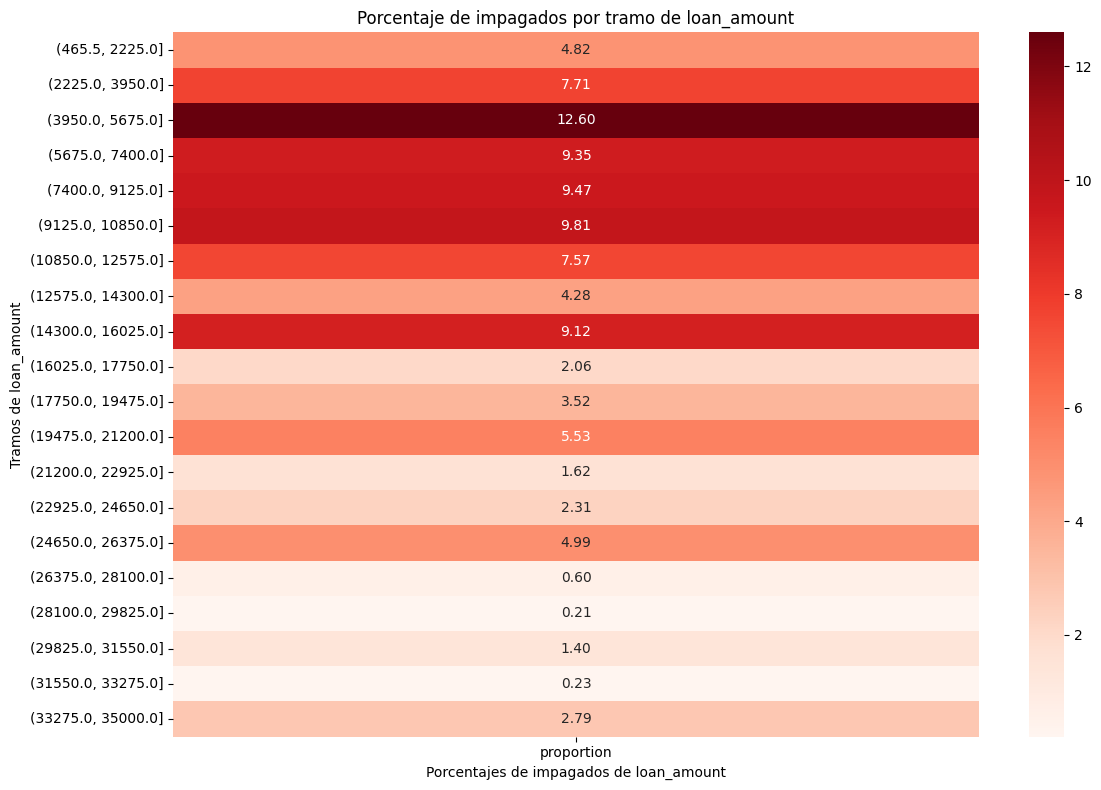 Porcentaje de impagados por tramo de loan_amount
Tramos de loan_amount
(465.5, 2225.0] 4.82
(2225.0, 3950.0] 7.71
(3950.0, 5675.0] 12.60
(5675.0, 7400.0] 9.35
(7400.0, 9125.0] 9.47
(9125.0, 10850.0] 9.81
(10850.0, 12575.0] 7.57
(12575.0, 14300.0] 4.28
(14300.0, 16025.0] 9.12
(16025.0, 17750.0] 2.06
(17750.0, 19475.0] 3.52
(19475.0, 21200.0] 5.53
(21200.0, 22925.0] 1.62
(22925.0, 24650.0] 2.31
(24650.0, 26375.0] 4.99
(26375.0, 28100.0] 0.60
(28100.0, 29825.0] 0.21
(29825.0, 31550.0] 1.40
(31550.0, 33275.0] 0.23
(33275.0, 35000.0] 2.79
proportion
Porcentajes de impagados de loan_amount
12
10
8
6
4
2